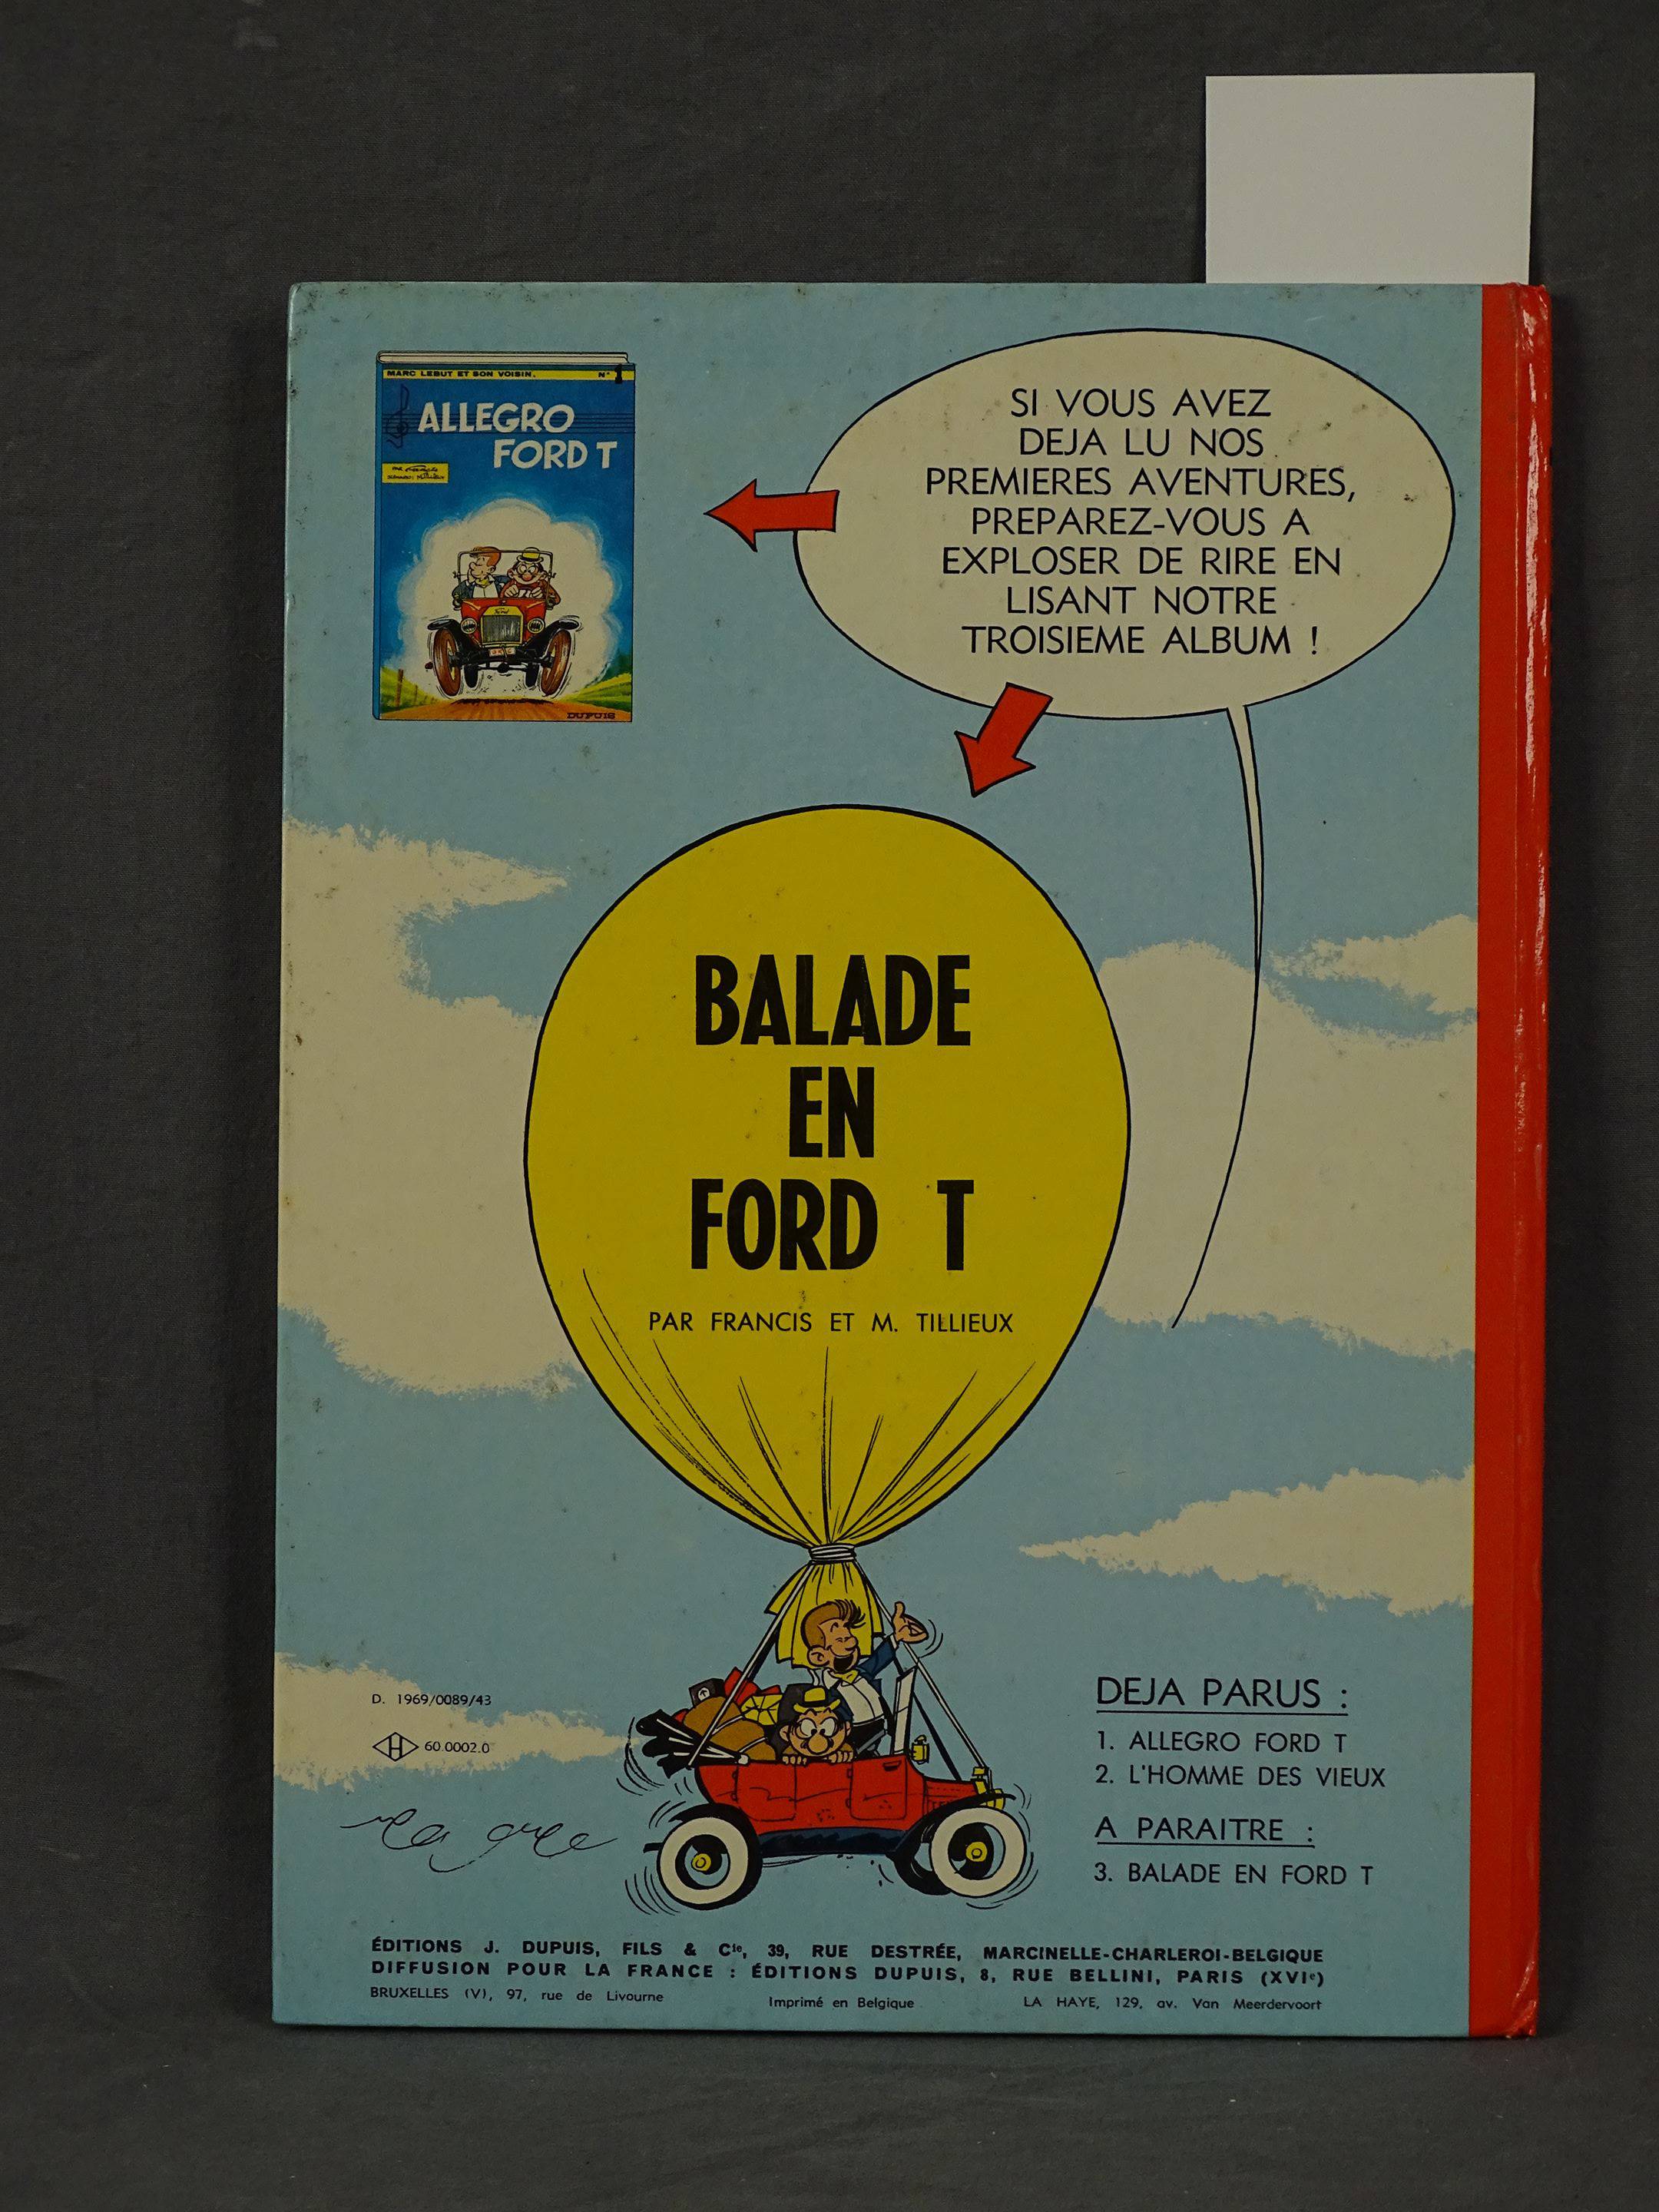 MARC LEBUT ET SON VOISIN. N° 1
ALLEGRO
FORD T
DUPUIS
SI VOUS AVEZ
DEJA LU NOS
PREMIERES AVENTURES,
PREPAREZ-VOUS A
EXPLOSER DE RIRE EN
LISANT NOTRE
TROISIEME ALBUM !
BALADE
EN
FORD T
PAR FRANCIS ET M. TILLIEUX
D. 1969/0089/43
H 60.0002.0
DEJA PARUS :
1. ALLEGRO FORD T
2. L'HOMME DES VIEUX
A PARAITRE :
3. BALADE EN FORD T
ÉDITIONS J. DUPUIS, FILS & Cie, 39, RUE DESTRÉE, MARCINELLE-CHARLEROI-BELGIQUE
DIFFUSION POUR LA FRANCE : ÉDITIONS DUPUIS, 8, RUE BELLINI, PARIS (XVIe)
BRUXELLES (V), 97, rue de Livourne Imprimé en Belgique LA HAYE, 129, av. Van Meerdervoort